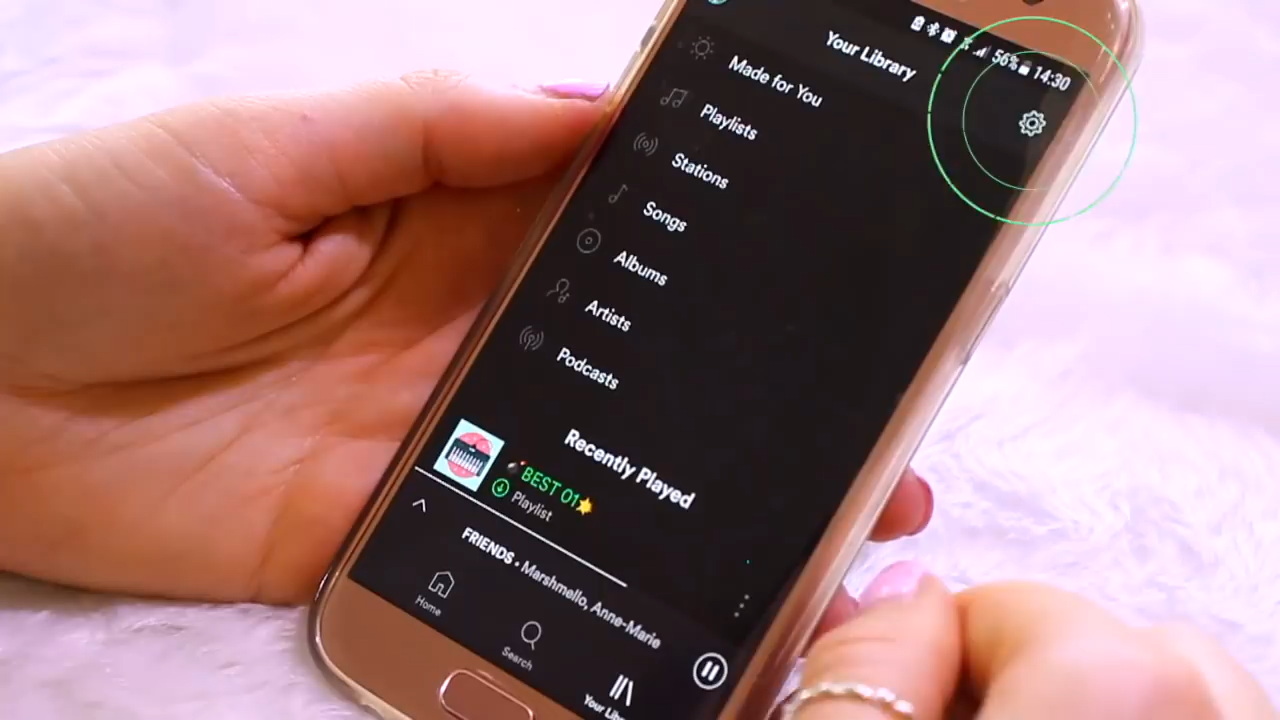 56% 14:30
Your Library
Made for You
Playlists
Stations
Songs
Albums
Artists
Podcasts
Recently Played
BEST 01
Playlist
FRIENDS • Marshmello, Anne-Marie
Home
Search
Your Lib